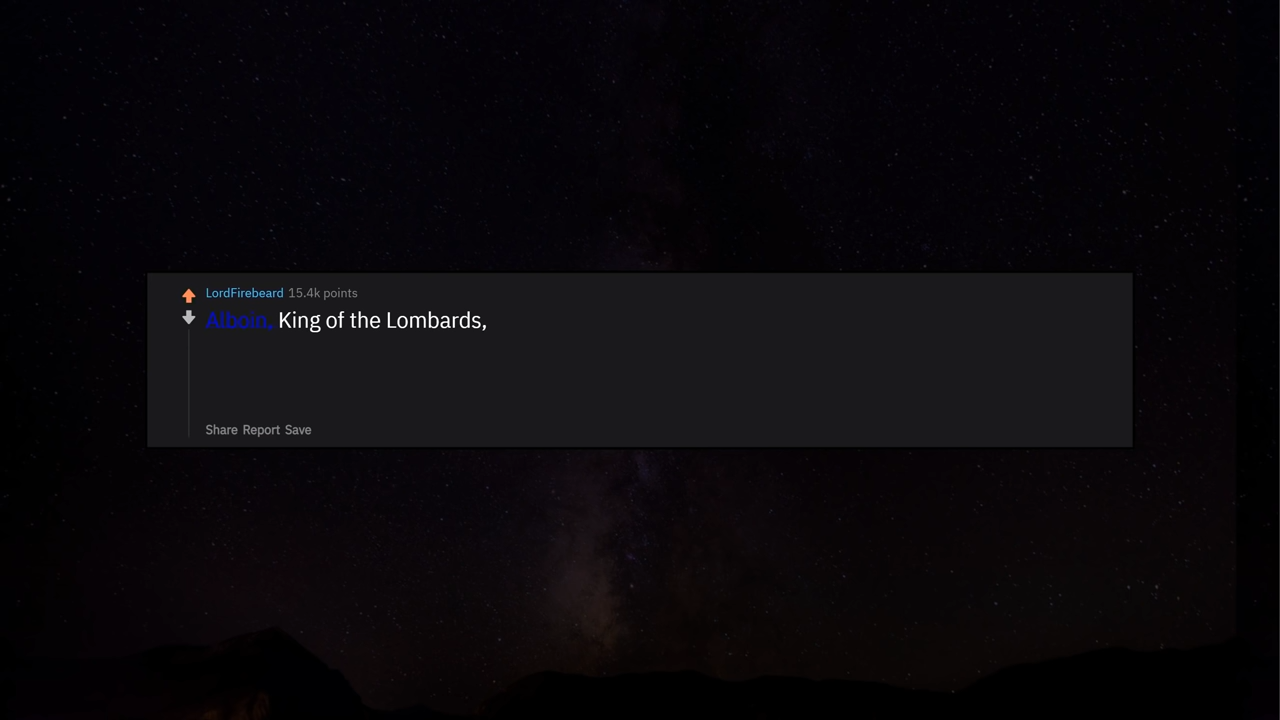 LordFirebeard 15.4k points
Alboin, King of the Lombards,
Share Report Save